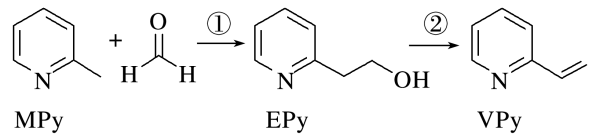 ① ②
O
+ H H
N N OH N
MPy EPy VPy